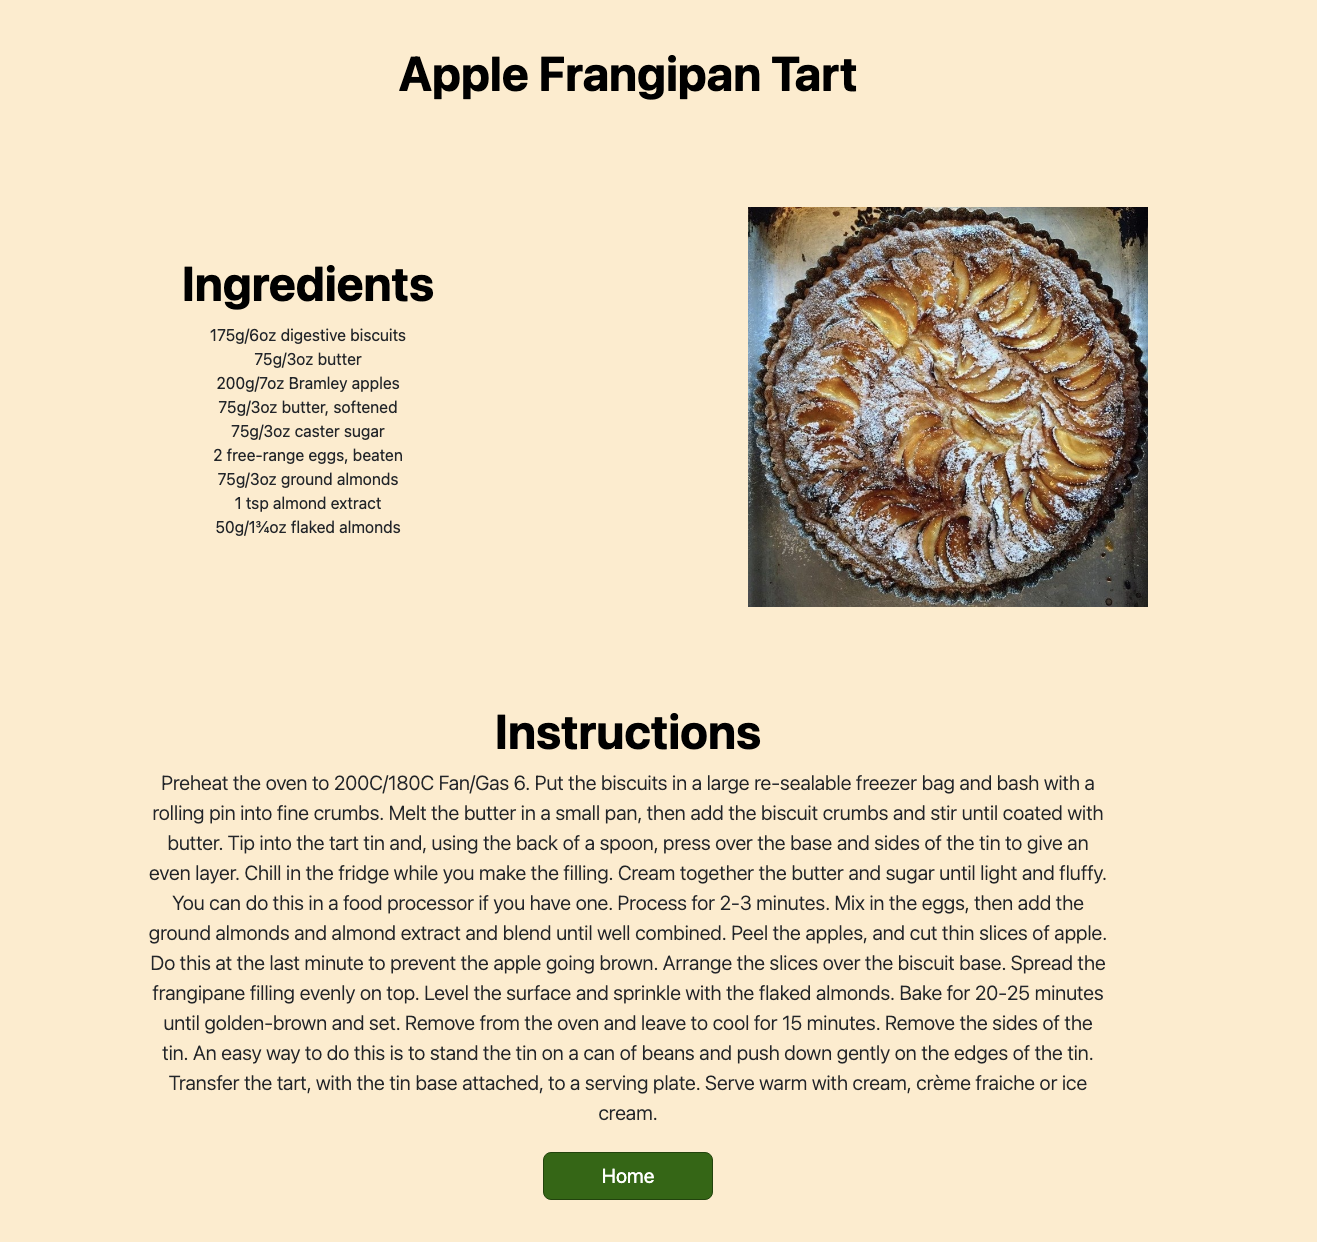 Apple Frangipan Tart
Ingredients
175g/6oz digestive biscuits
75g/3oz butter
200g/7oz Bramley apples
75g/3oz butter, softened
75g/3oz caster sugar
2 free-range eggs, beaten
75g/3oz ground almonds
1 tsp almond extract
50g/1¾oz flaked almonds
Instructions
Preheat the oven to 200C/180C Fan/Gas 6. Put the biscuits in a large re-sealable freezer bag and bash with a
rolling pin into fine crumbs. Melt the butter in a small pan, then add the biscuit crumbs and stir until coated with
butter. Tip into the tart tin and, using the back of a spoon, press over the base and sides of the tin to give an
even layer. Chill in the fridge while you make the filling. Cream together the butter and sugar until light and fluffy.
You can do this in a food processor if you have one. Process for 2-3 minutes. Mix in the eggs, then add the
ground almonds and almond extract and blend until well combined. Peel the apples, and cut thin slices of apple.
Do this at the last minute to prevent the apple going brown. Arrange the slices over the biscuit base. Spread the
frangipane filling evenly on top. Level the surface and sprinkle with the flaked almonds. Bake for 20-25 minutes
until golden-brown and set. Remove from the oven and leave to cool for 15 minutes. Remove the sides of the
tin. An easy way to do this is to stand the tin on a can of beans and push down gently on the edges of the tin.
Transfer the tart, with the tin base attached, to a serving plate. Serve warm with cream, crème fraiche or ice
cream.
Home